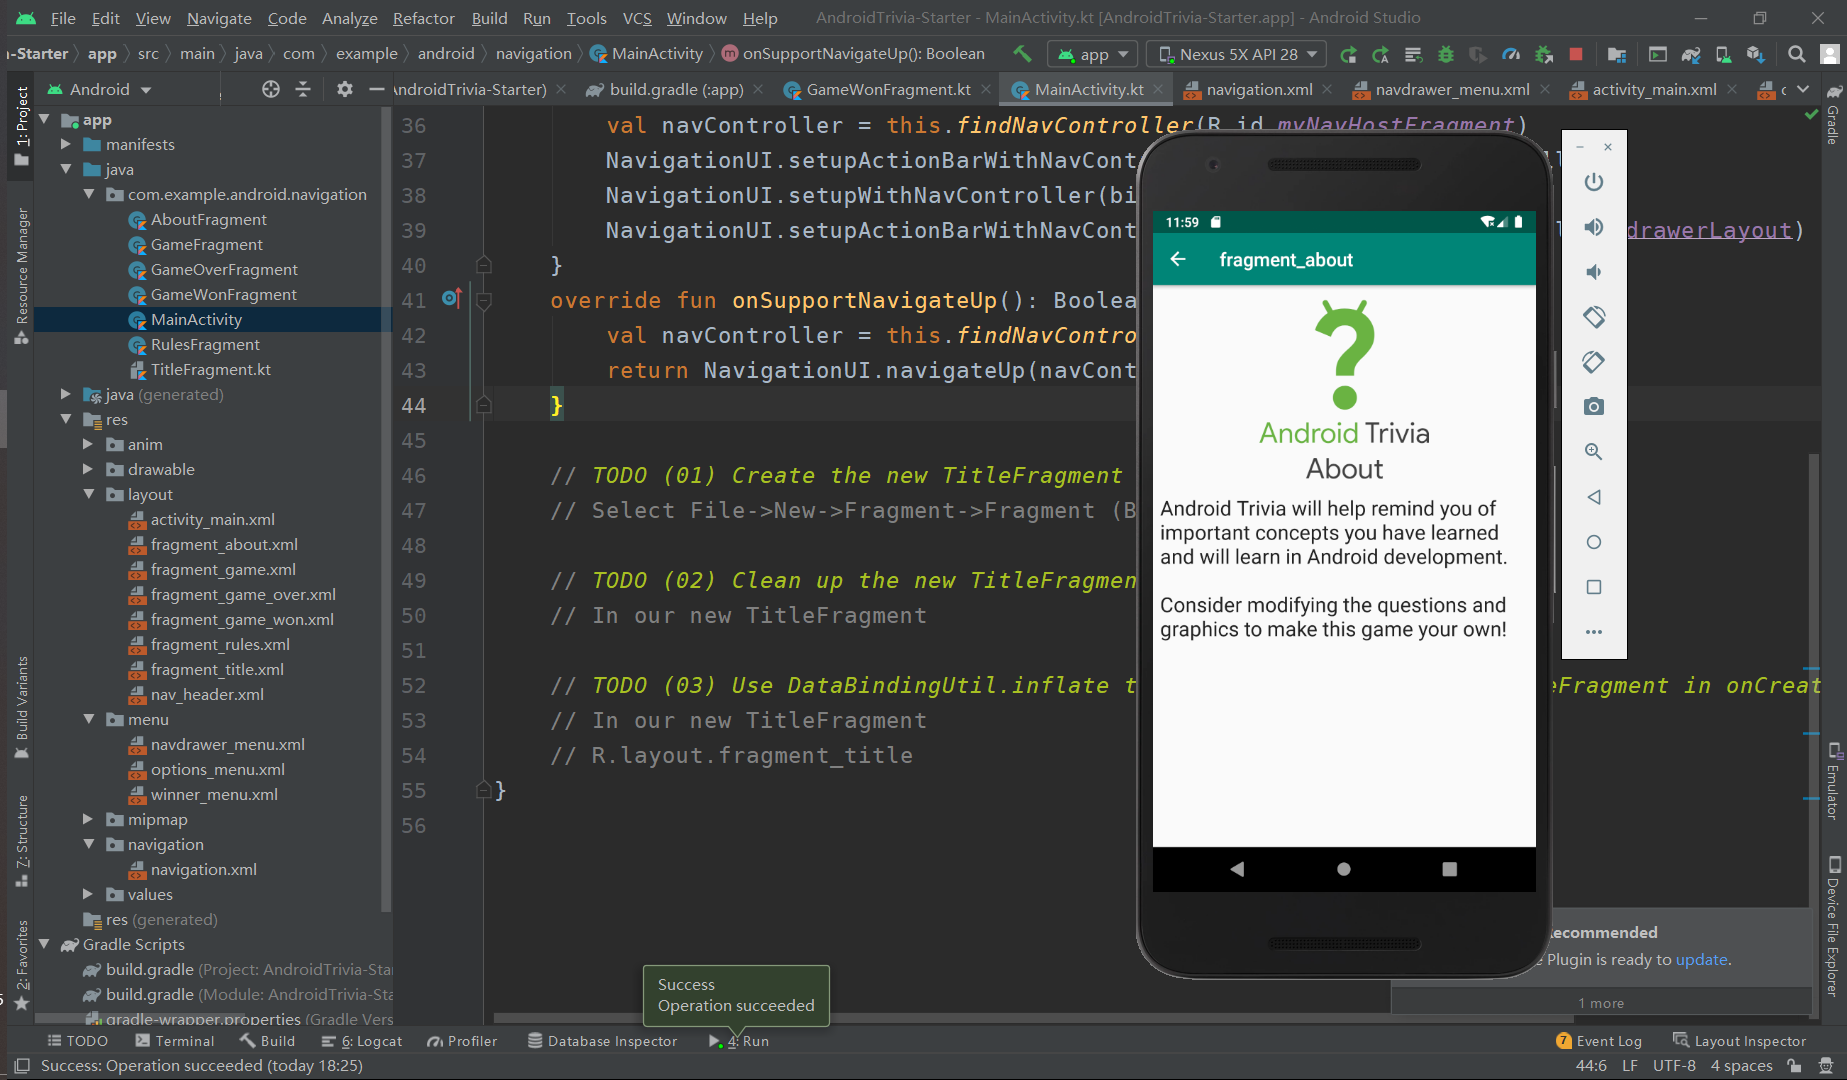 File Edit View Navigate Code Analyze Refactor Build Run Tools VCS Window Help AndroidTrivia-Starter - MainActivity.kt [AndroidTrivia-Starter.app] - Android Studio
-Starter app src main java com example android navigation MainActivity onSupportNavigateUp(): Boolean app Nexus 5X API 28
Android AndroidTrivia-Starter) build.gradle (:app) GameWonFragment.kt MainActivity.kt navigation.xml navdrawer_menu.xml activity_main.xml
1: Project
Resource Manager
Build Variants
7: Structure
2: Favorites
app
manifests
java
com.example.android.navigation
AboutFragment
GameFragment
GameOverFragment
GameWonFragment
MainActivity
RulesFragment
TitleFragment.kt
java (generated)
res
anim
drawable
layout
activity_main.xml
fragment_about.xml
fragment_game.xml
fragment_game_over.xml
fragment_game_won.xml
fragment_rules.xml
fragment_title.xml
nav_header.xml
menu
navdrawer_menu.xml
options_menu.xml
winner_menu.xml
mipmap
navigation
navigation.xml
values
res (generated)
Gradle Scripts
build.gradle (Project: AndroidTrivia-Sta
build.gradle (Module: AndroidTrivia-Sta
gradle-wrapper.properties (Gradle Vers
36 val navController = this.findNavController(R.id.myNavHostFragment)
37 NavigationUI.setupActionBarWithNavCont
38 NavigationUI.setupWithNavController(bi
39 NavigationUI.setupActionBarWithNavCont drawerLayout)
40 }
41 override fun onSupportNavigateUp(): Boolea
42 val navController = this.findNavContro
43 return NavigationUI.navigateUp(navCont
44 }
45
46 // TODO (01) Create the new TitleFragment
47 // Select File->New->Fragment->Fragment (B
48
49 // TODO (02) Clean up the new TitleFragmen
50 // In our new TitleFragment
51
52 // TODO (03) Use DataBindingUtil.inflate t eFragment in onCreat
53 // In our new TitleFragment
54 // R.layout.fragment_title
55 }
56
11:59
fragment_about
Android Trivia
About
Android Trivia will help remind you of
important concepts you have learned
and will learn in Android development.
Consider modifying the questions and
graphics to make this game your own!
Gradle
Emulator
Device File Explorer
ecommended
Plugin is ready to update.
1 more
Success
Operation succeeded
TODO Terminal Build 6: Logcat Profiler Database Inspector 4: Run 7 Event Log Layout Inspector
Success: Operation succeeded (today 18:25) 44:6 LF UTF-8 4 spaces